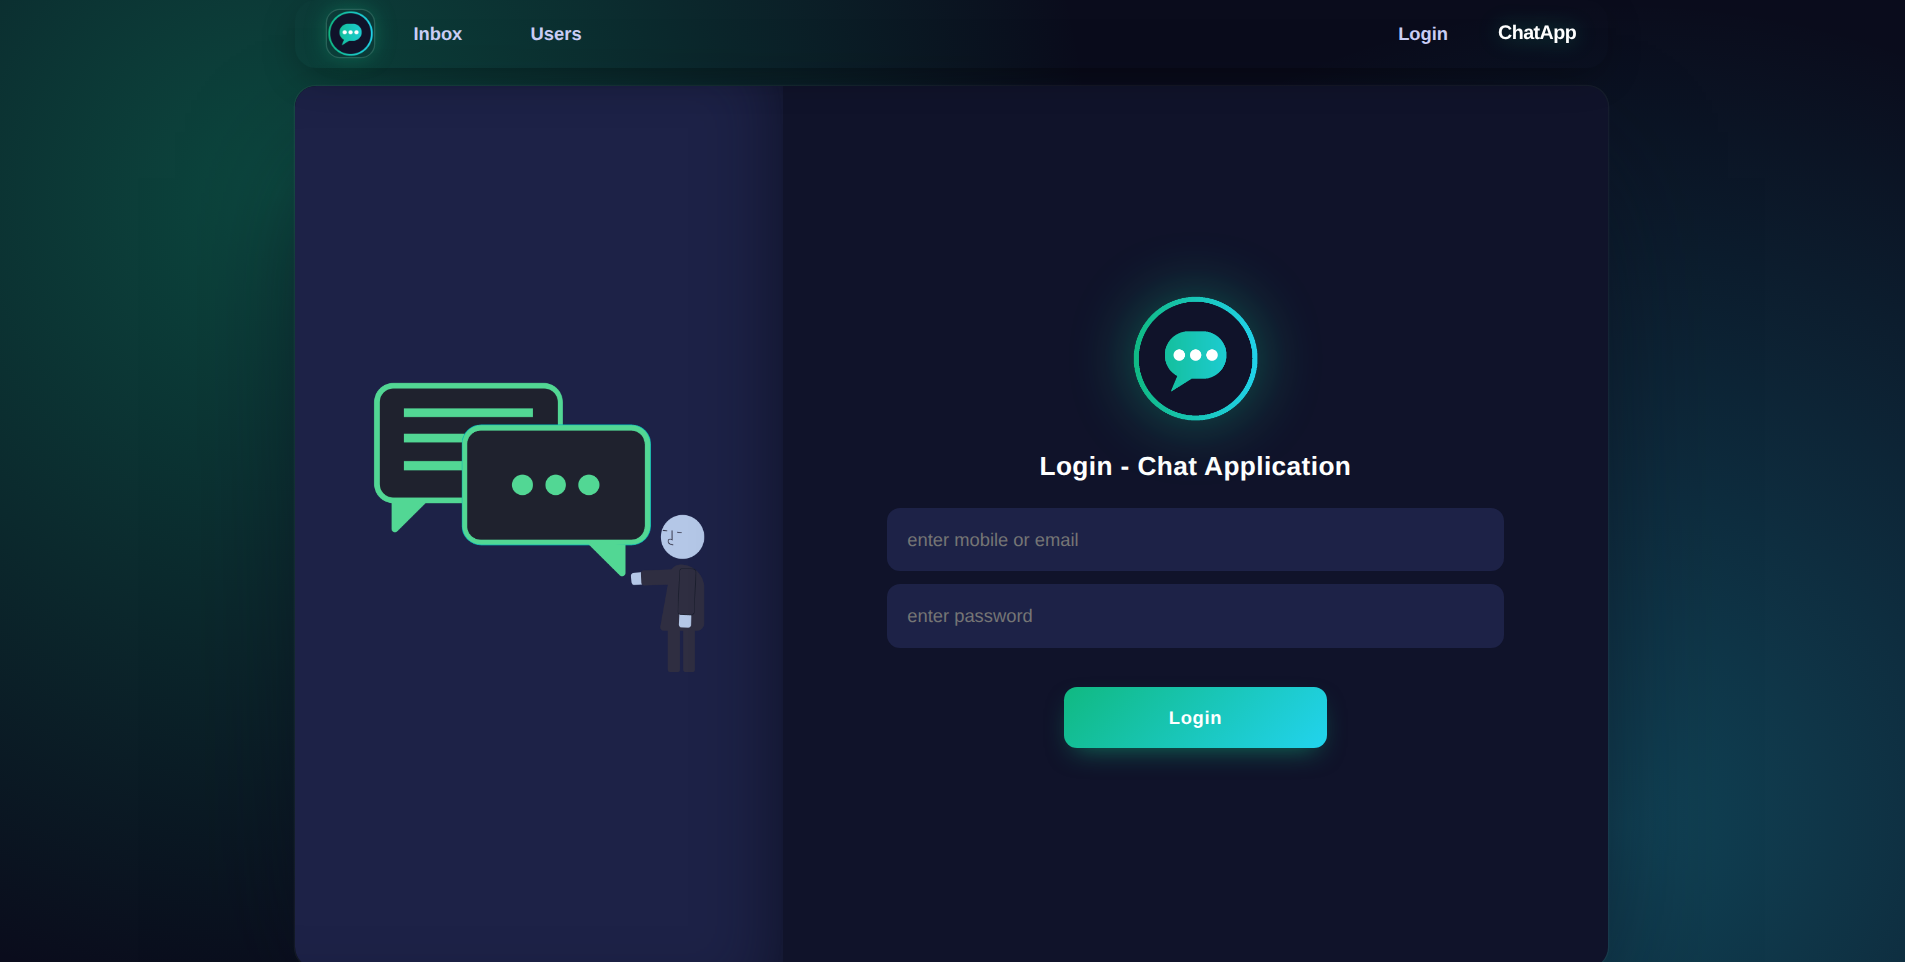 Inbox
Users
Login
ChatApp
Login - Chat Application
enter mobile or email
enter password
Login